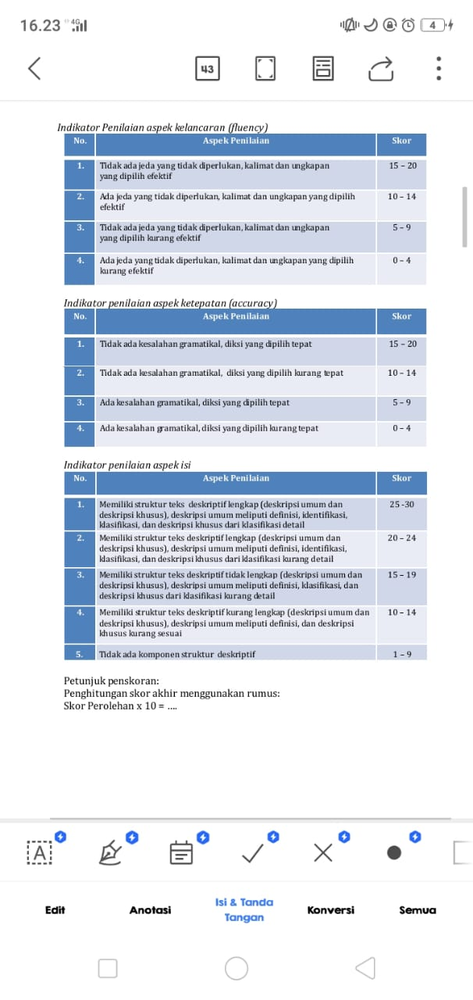 16.23 4G 4
43
Indikator Penilaian aspek kelancaran (fluency)
No. Aspek Penilaian Skor
1. Tidak ada jeda yang tidak diperlukan, kalimat dan ungkapan 15 – 20
yang dipilih efektif
2. Ada jeda yang tidak diperlukan, kalimat dan ungkapan yang dipilih 10 – 14
efektif
3. Tidak ada jeda yang tidak diperlukan, kalimat dan ungkapan 5 – 9
yang dipilih kurang efektif
4. Ada jeda yang tidak diperlukan, kalimat dan ungkapan yang dipilih 0 – 4
kurang efektif
Indikator penilaian aspek ketepatan (accuracy)
No. Aspek Penilaian Skor
1. Tidak ada kesalahan gramatikal, diksi yang dipilih tepat 15 – 20
2. Tidak ada kesalahan gramatikal, diksi yang dipilih kurang tepat 10 – 14
3. Ada kesalahan gramatikal, diksi yang dipilih tepat 5 – 9
4. Ada kesalahan gramatikal, diksi yang dipilih kurang tepat 0 – 4
Indikator penilaian aspek isi
No. Aspek Penilaian Skor
1. Memiliki struktur teks deskriptif lengkap (deskripsi umum dan 25 -30
deskripsi khusus), deskripsi umum meliputi definisi, identifikasi,
klasifikasi, dan deskripsi khusus dari klasifikasi detail
2. Memiliki struktur teks deskriptif lengkap (deskripsi umum dan 20 – 24
deskripsi khusus), deskripsi umum meliputi definisi, identifikasi,
klasifikasi, dan deskripsi khusus dari klasifikasi kurang detail
3. Memiliki struktur teks deskriptif tidak lengkap (deskripsi umum dan 15 – 19
deskripsi khusus), deskripsi umum meliputi definisi, klasifikasi, dan
deskripsi khusus dari klasifikasi kurang detail
4. Memiliki struktur teks deskriptif kurang lengkap (deskripsi umum dan 10 – 14
deskripsi khusus), deskripsi umum meliputi definisi, dan deskripsi
khusus kurang sesuai
5. Tidak ada komponen struktur deskriptif 1 – 9
Petunjuk penskoran:
Penghitungan skor akhir menggunakan rumus:
Skor Perolehan x 10 = ....
A
Edit Anotasi Isi & Tanda Konversi Semua
Tangan